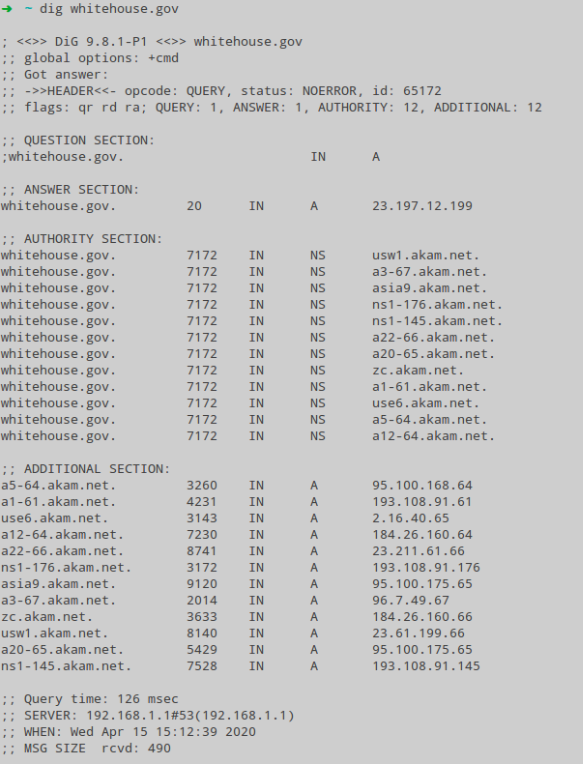 ➜ ~ dig whitehouse.gov
; <<>> DiG 9.8.1-P1 <<>> whitehouse.gov
;; global options: +cmd
;; Got answer:
;; ->>HEADER<<- opcode: QUERY, status: NOERROR, id: 65172
;; flags: qr rd ra; QUERY: 1, ANSWER: 1, AUTHORITY: 12, ADDITIONAL: 12
;; QUESTION SECTION:
;whitehouse.gov. IN A
;; ANSWER SECTION:
whitehouse.gov. 20 IN A 23.197.12.199
;; AUTHORITY SECTION:
whitehouse.gov. 7172 IN NS usw1.akam.net.
whitehouse.gov. 7172 IN NS a3-67.akam.net.
whitehouse.gov. 7172 IN NS asia9.akam.net.
whitehouse.gov. 7172 IN NS ns1-176.akam.net.
whitehouse.gov. 7172 IN NS ns1-145.akam.net.
whitehouse.gov. 7172 IN NS a22-66.akam.net.
whitehouse.gov. 7172 IN NS a20-65.akam.net.
whitehouse.gov. 7172 IN NS zc.akam.net.
whitehouse.gov. 7172 IN NS a1-61.akam.net.
whitehouse.gov. 7172 IN NS use6.akam.net.
whitehouse.gov. 7172 IN NS a5-64.akam.net.
whitehouse.gov. 7172 IN NS a12-64.akam.net.
;; ADDITIONAL SECTION:
a5-64.akam.net. 3260 IN A 95.100.168.64
a1-61.akam.net. 4231 IN A 193.108.91.61
use6.akam.net. 3143 IN A 2.16.40.65
a12-64.akam.net. 7230 IN A 184.26.160.64
a22-66.akam.net. 8741 IN A 23.211.61.66
ns1-176.akam.net. 3172 IN A 193.108.91.176
asia9.akam.net. 9120 IN A 95.100.175.65
a3-67.akam.net. 2014 IN A 96.7.49.67
zc.akam.net. 3633 IN A 184.26.160.66
usw1.akam.net. 8140 IN A 23.61.199.66
a20-65.akam.net. 5429 IN A 95.100.175.65
ns1-145.akam.net. 7528 IN A 193.108.91.145
;; Query time: 126 msec
;; SERVER: 192.168.1.1#53(192.168.1.1)
;; WHEN: Wed Apr 15 15:12:39 2020
;; MSG SIZE rcvd: 490